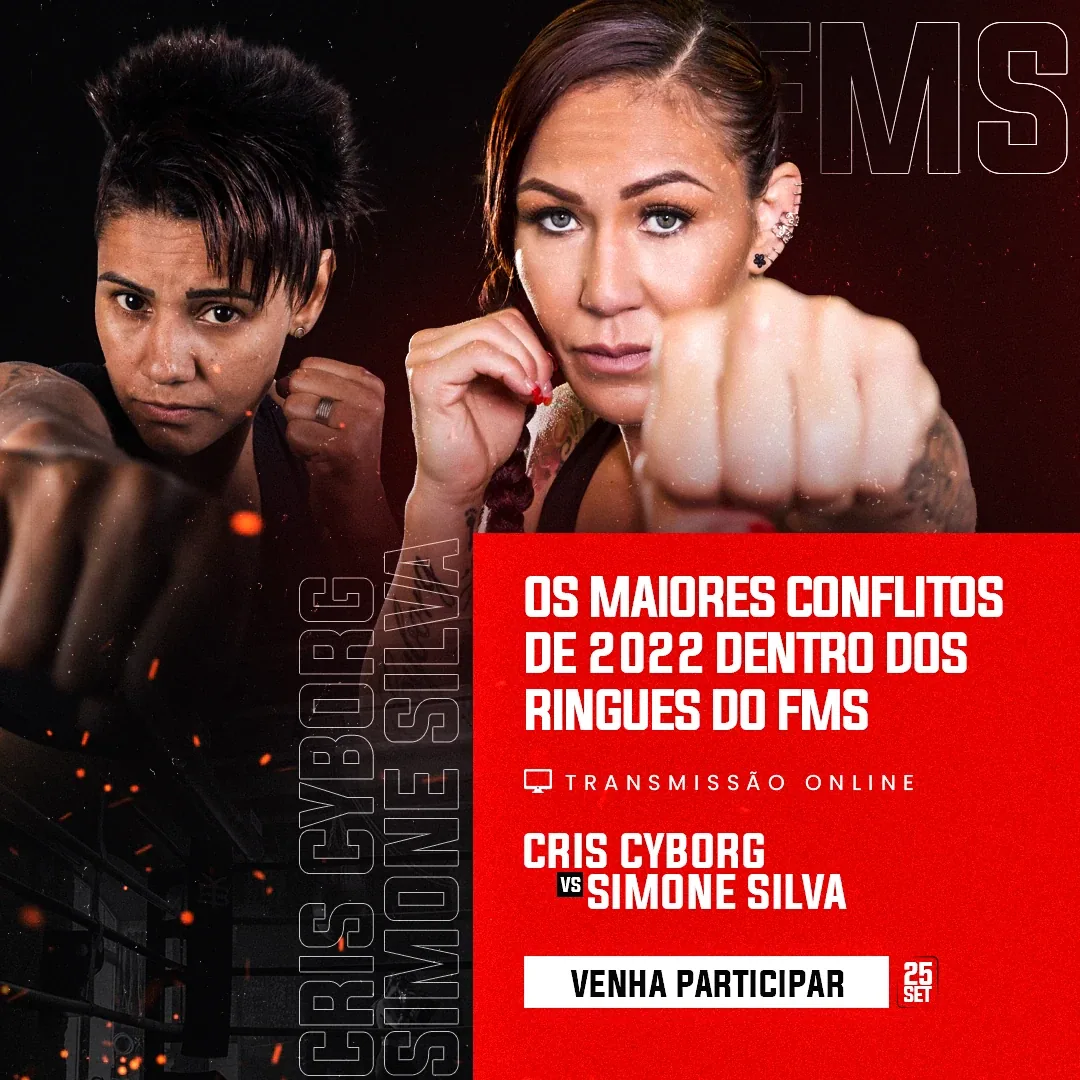 FMS
OS MAIORES CONFLITOS
DE 2022 DENTRO DOS
RINGUES DO FMS
TRANSMISSÃO ONLINE
CRIS CYBORG
VS SIMONE SILVA
VENHA PARTICIPAR
25
SET
CRIS CYBORG
SIMONE SILVA